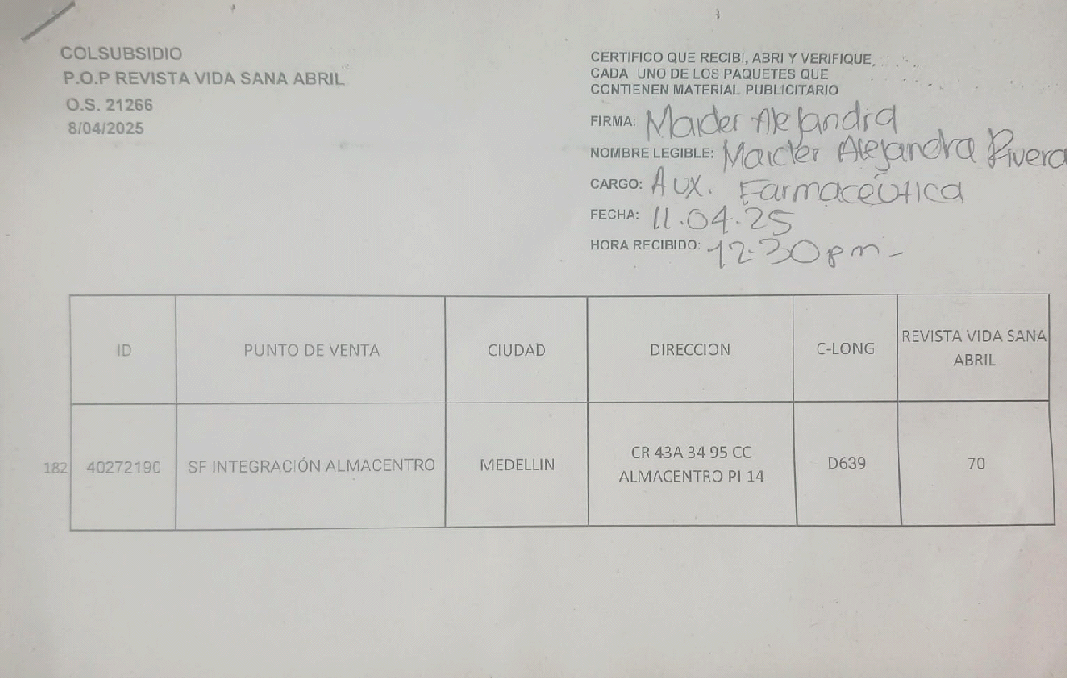 COLSUBSIDIO
P.O.P REVISTA VIDA SANA ABRIL
O.S. 21266
8/04/2025
CERTIFICO QUE RECIBI, ABRI Y VERIFIQUE
CADA UNO DE LOS PAQUETES QUE
CONTIENEN MATERIAL PUBLICITARIO
FIRMA: Maider Alejandra
NOMBRE LEGIBLE: Maider Alejandra Rivera
CARGO: Aux. Farmacéutica
FECHA: 11.04.25
HORA RECIBIDO: 12:30 pm-
ID PUNTO DE VENTA CIUDAD DIRECCION C-LONG REVISTA VIDA SANA
ABRIL
182 40272190 SF INTEGRACIÓN ALMACENTRO MEDELLIN CR 43A 34 95 CC D639 70
ALMACENTRO PI 14